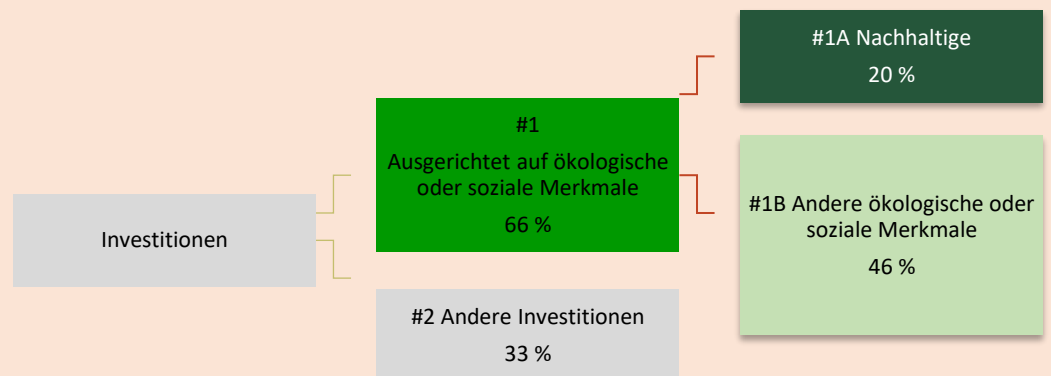 Investitionen
#1
Ausgerichtet auf ökologische
oder soziale Merkmale
66 %
#2 Andere Investitionen
33 %
#1A Nachhaltige
20 %
#1B Andere ökologische oder
soziale Merkmale
46 %